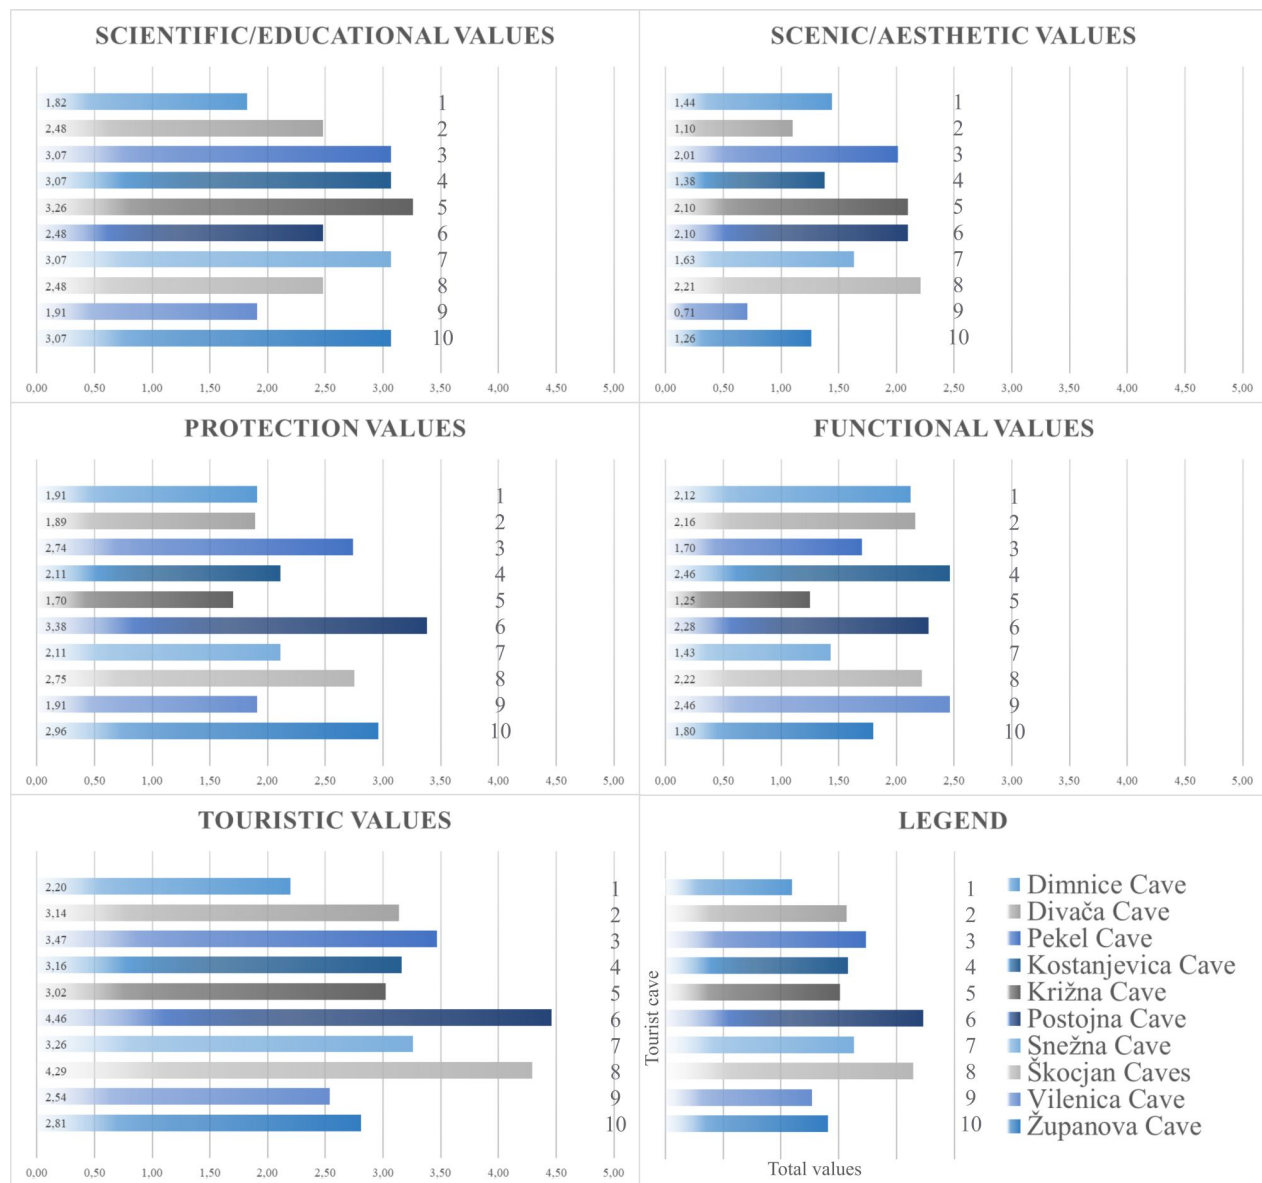 SCIENTIFIC/EDUCATIONAL VALUES
1,82 1
2,48 2
3,07 3
3,07 4
3,26 5
2,48 6
3,07 7
2,48 8
1,91 9
3,07 10
0,00 0,50 1,00 1,50 2,00 2,50 3,00 3,50 4,00 4,50 5,00
SCENIC/AESTHETIC VALUES
1,44 1
1,10 2
2,01 3
1,38 4
2,10 5
2,10 6
1,63 7
2,21 8
0,71 9
1,26 10
0,00 0,50 1,00 1,50 2,00 2,50 3,00 3,50 4,00 4,50 5,00
PROTECTION VALUES
1,91 1
1,89 2
2,74 3
2,11 4
1,70 5
3,38 6
2,11 7
2,75 8
1,91 9
2,96 10
0,00 0,50 1,00 1,50 2,00 2,50 3,00 3,50 4,00 4,50 5,00
FUNCTIONAL VALUES
2,12 1
2,16 2
1,70 3
2,46 4
1,25 5
2,28 6
1,43 7
2,22 8
2,46 9
1,80 10
0,00 0,50 1,00 1,50 2,00 2,50 3,00 3,50 4,00 4,50 5,00
TOURISTIC VALUES
2,20 1
3,14 2
3,47 3
3,16 4
3,02 5
4,46 6
3,26 7
4,29 8
2,54 9
2,81 10
0,00 0,50 1,00 1,50 2,00 2,50 3,00 3,50 4,00 4,50 5,00
LEGEND
Tourist cave
1 Dimnice Cave
2 Divača Cave
3 Pekel Cave
4 Kostanjevica Cave
5 Križna Cave
6 Postojna Cave
7 Snežna Cave
8 Škocjan Caves
9 Vilenica Cave
10 Županova Cave
Total values